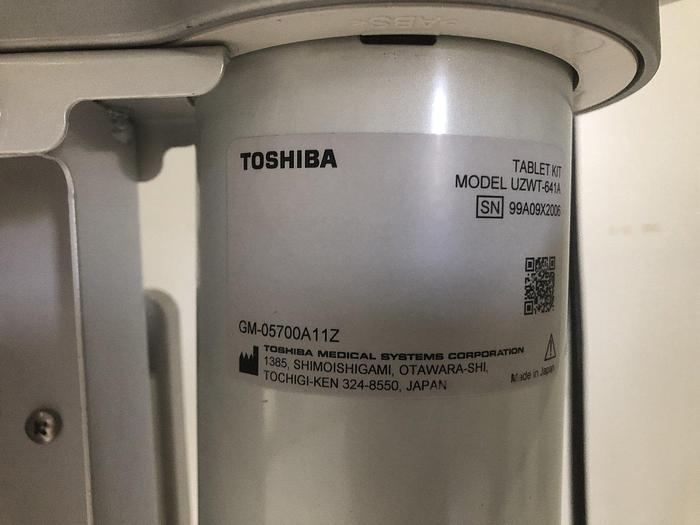 >ABS<
TOSHIBA
TABLET KIT
MODEL UZWT-641A
SN 99A09X2006
GM-05700A11Z
TOSHIBA MEDICAL SYSTEMS CORPORATION
1385, SHIMOISHIGAMI, OTAWARA-SHI,
TOCHIGI-KEN 324-8550, JAPAN
Made in Japan